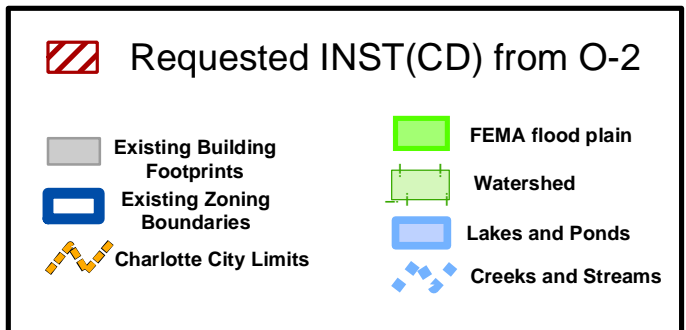 Requested INST(CD) from O-2
Existing Building
Footprints
Existing Zoning
Boundaries
Charlotte City Limits
FEMA flood plain
Watershed
Lakes and Ponds
Creeks and Streams